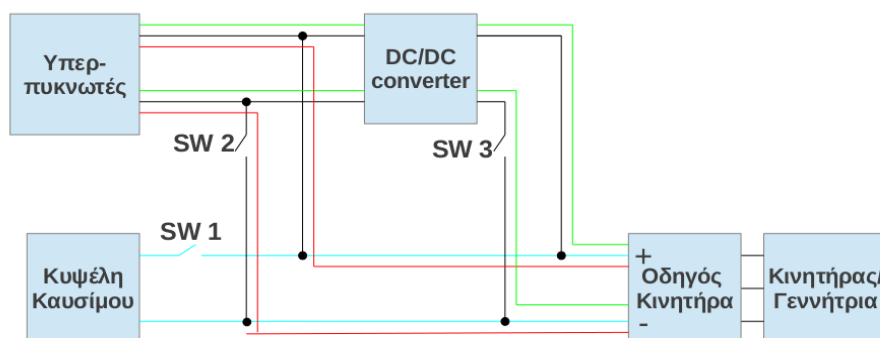 Υπερ-
πυκνωτές
DC/DC
converter
SW 2
SW 3
SW 1
Κυψέλη
Καυσίμου
+
Οδηγός
Κινητήρα
-
Κινητήρας/
Γεννήτρια